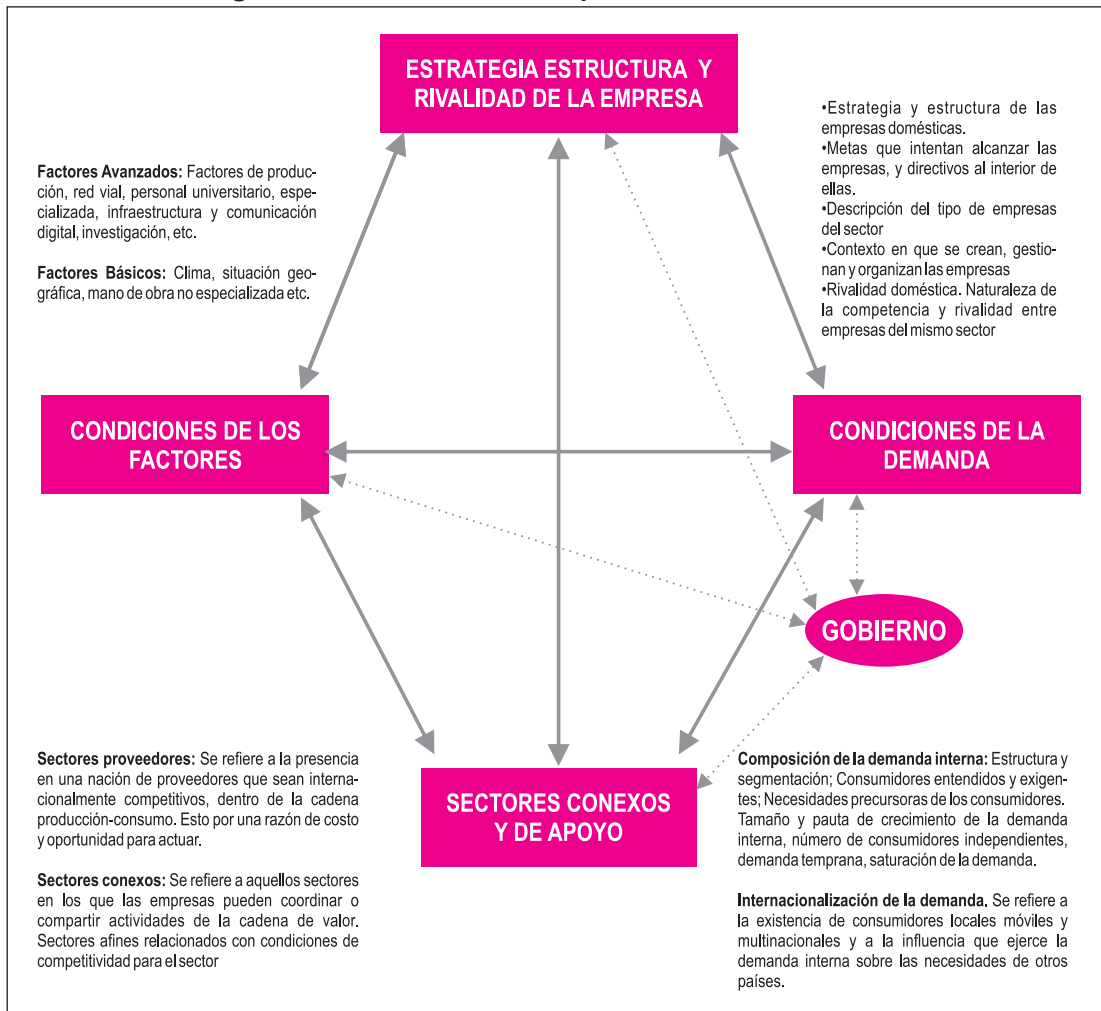 ESTRATEGIA ESTRUCTURA Y
RIVALIDAD DE LA EMPRESA
•Estrategia y estructura de las
empresas domésticas.
•Metas que intentan alcanzar las
empresas, y directivos al interior de
ellas.
•Descripción del tipo de empresas
del sector
•Contexto en que se crean, gestio-
nan y organizan las empresas
•Rivalidad doméstica. Naturaleza de
la competencia y rivalidad entre
empresas del mismo sector
Factores Avanzados: Factores de produc-
ción, red vial, personal universitario, espe-
cializada, infraestructura y comunicación
digital, investigación, etc.
Factores Básicos: Clima, situación geo-
gráfica, mano de obra no especializada etc.
CONDICIONES DE LOS
FACTORES
CONDICIONES DE LA
DEMANDA
GOBIERNO
Sectores proveedores: Se refiere a la presencia
en una nación de proveedores que sean interna-
cionalmente competitivos, dentro de la cadena
producción-consumo. Esto por una razón de costo
y oportunidad para actuar.
Sectores conexos: Se refiere a aquellos sectores
en los que las empresas pueden coordinar o
compartir actividades de la cadena de valor.
Sectores afines relacionados con condiciones de
competitividad para el sector
SECTORES CONEXOS
Y DE APOYO
Composición de la demanda interna: Estructura y
segmentación; Consumidores entendidos y exigen-
tes; Necesidades precursoras de los consumidores.
Tamaño y pauta de crecimiento de la demanda
interna, número de consumidores independientes,
demanda temprana, saturación de la demanda.
Internacionalización de la demanda. Se refiere a
la existencia de consumidores locales móviles y
multinacionales y a la influencia que ejerce la
demanda interna sobre las necesidades de otros
países.